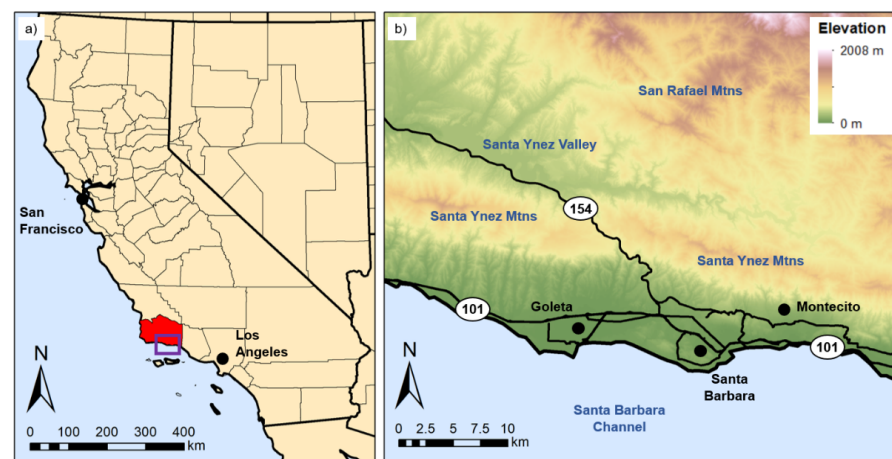 a)
San
Francisco
Los
Angeles
N
0 100 200 300 400
km
b)
Elevation
2008 m
0 m
San Rafael Mtns
Santa Ynez Valley
154
Santa Ynez Mtns
Santa Ynez Mtns
101
Goleta
Montecito
101
Santa
Barbara
Santa Barbara
Channel
N
0 2.5 5 7.5 10
km